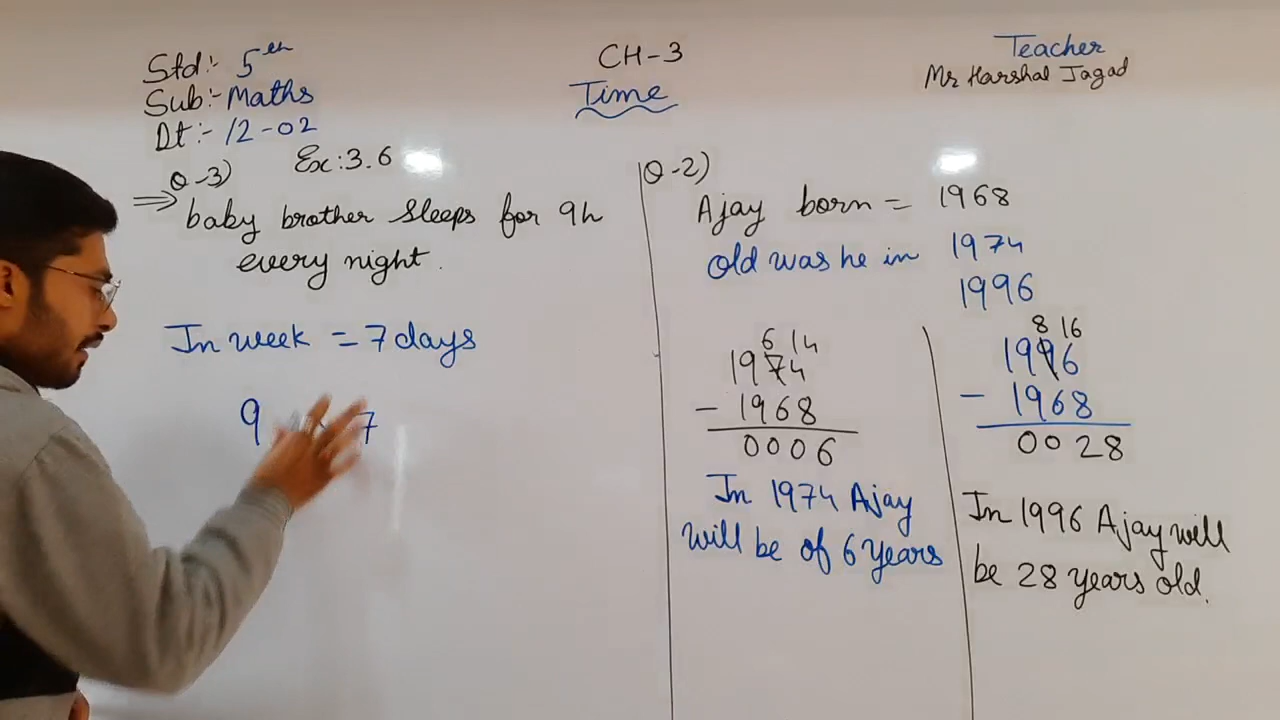 Std:- 5th
Sub:- Maths
Dt:- 12-02
CH-3
Time
Teacher
Mr Harshal Jagad
Ex:3.6
Q-3)
⇒ baby brother sleeps for 9h
every night.
In week = 7 days
9 × 7
Q-2)
Ajay born = 1968
old was he in 1974
1996
6 14
1974
- 1968
0006
In 1974 Ajay
will be of 6 years
8 16
1996
- 1968
0028
In 1996 Ajay will
be 28 years old.